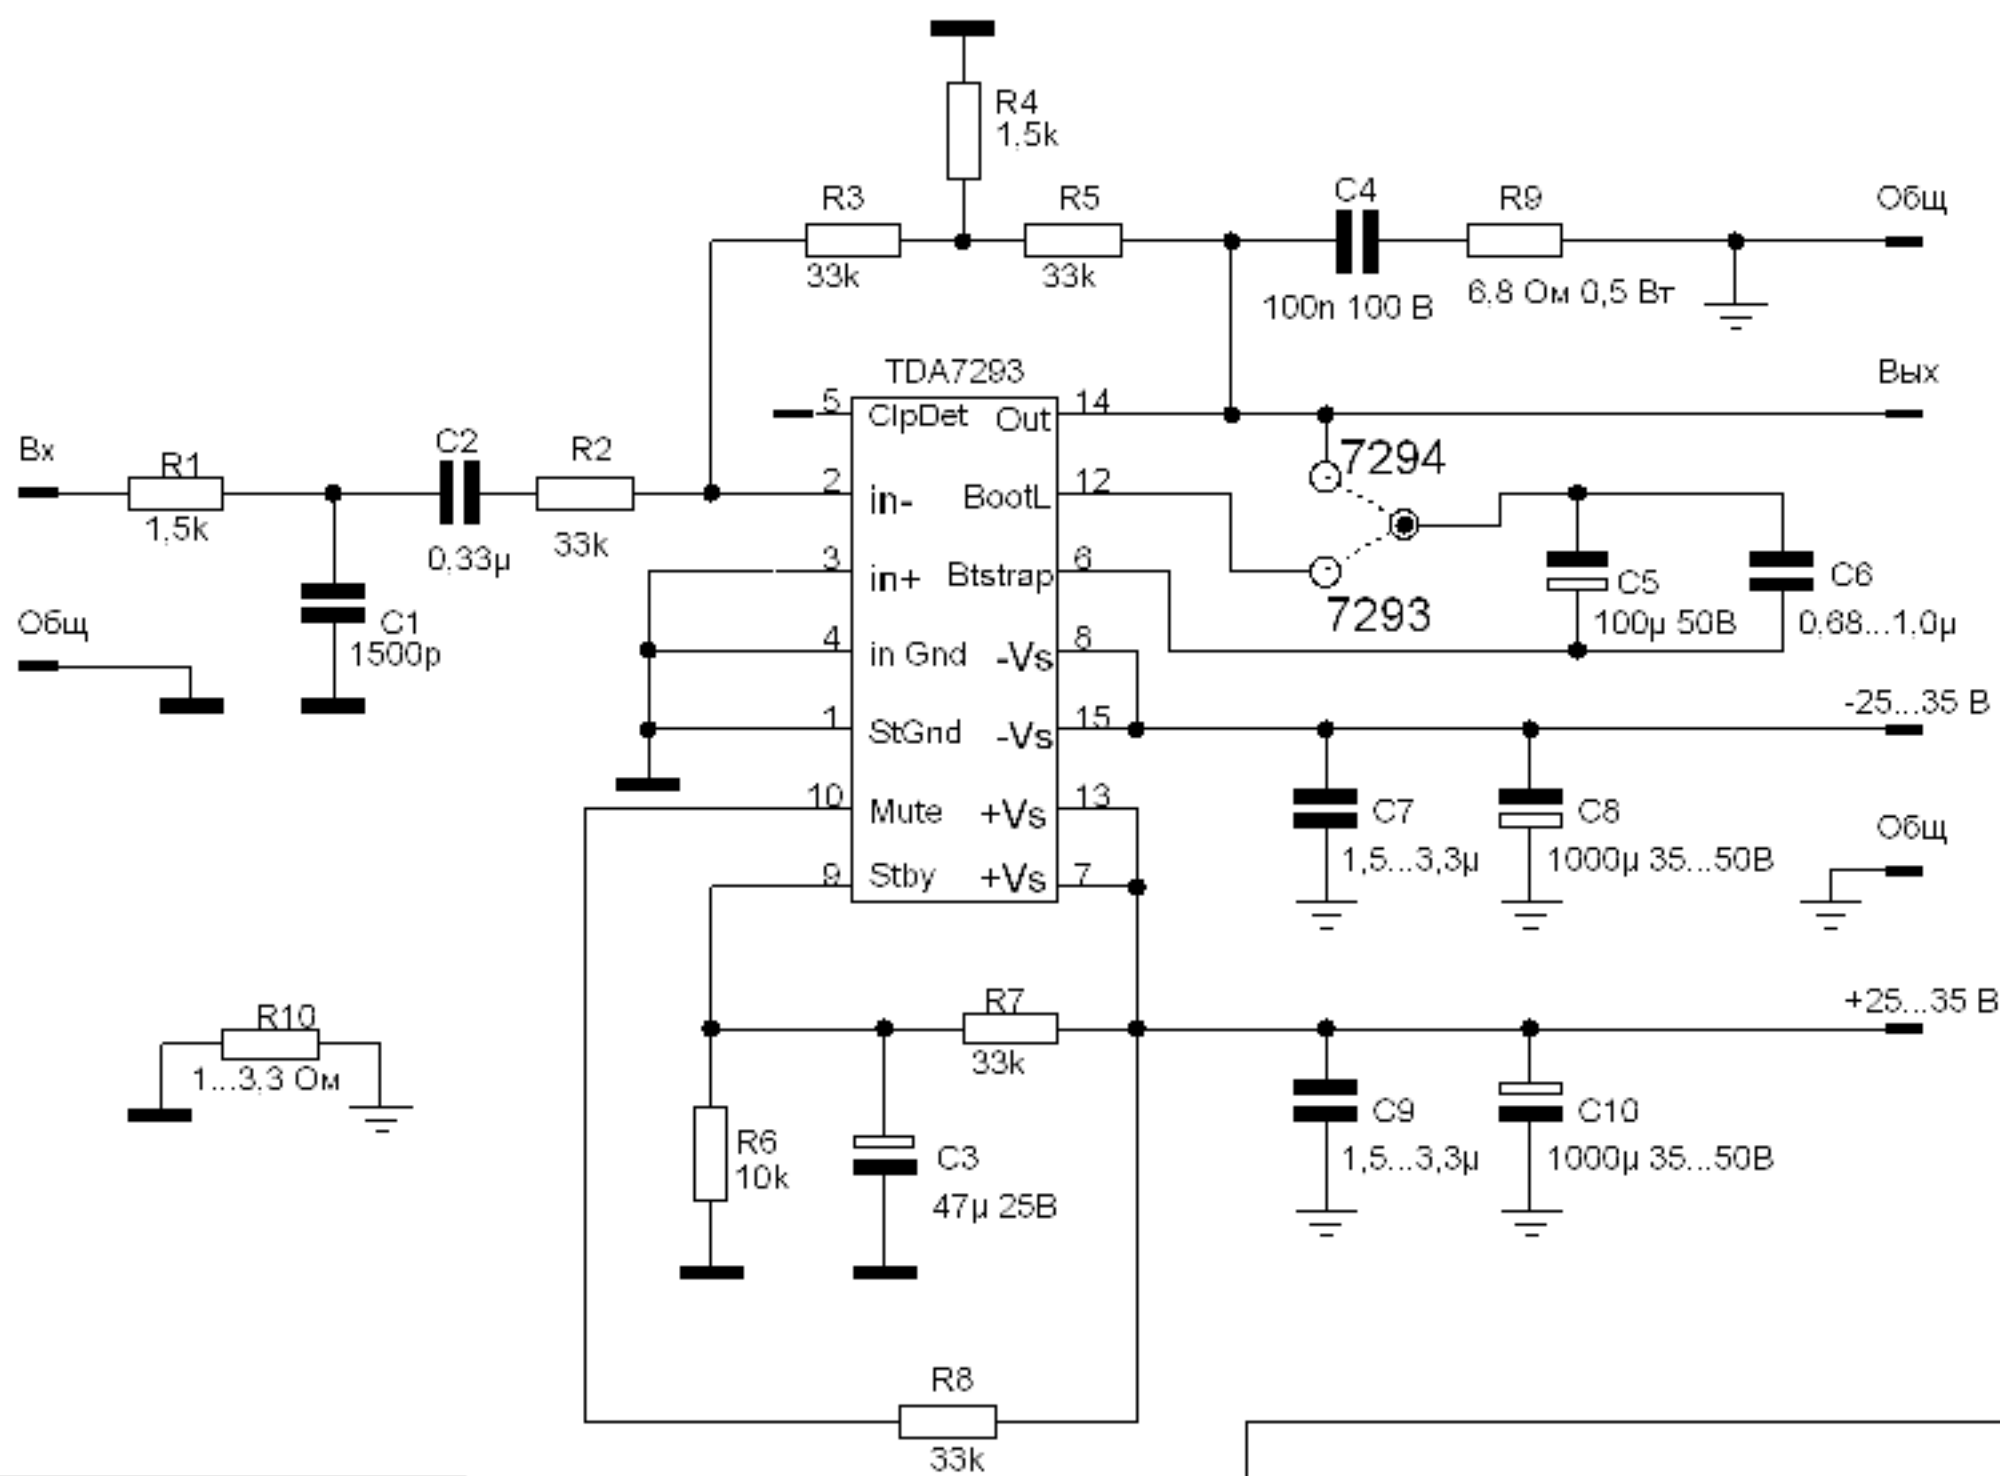 R4
1,5k
R3
33k
R5
33k
C4
100n 100 В
R9
6,8 Ом 0,5 Вт
Общ
TDA7293
Вых
5
ClpDet
Out
14
7294
Вх
R1
1,5k
C2
0,33µ
R2
33k
2
in-
BootL
12
3
in+
Btstrap
6
7293
C5
100µ 50В
C6
0,68...1,0µ
Общ
C1
1500p
4
in Gnd
-Vs
8
1
StGnd
-Vs
15
-25...35 В
10
Mute
+Vs
13
C7
1,5...3,3µ
C8
1000µ 35...50В
Общ
9
Stby
+Vs
7
R7
33k
+25...35 В
R10
1...3,3 Ом
R6
10k
C3
47µ 25В
C9
1,5...3,3µ
C10
1000µ 35...50В
R8
33k